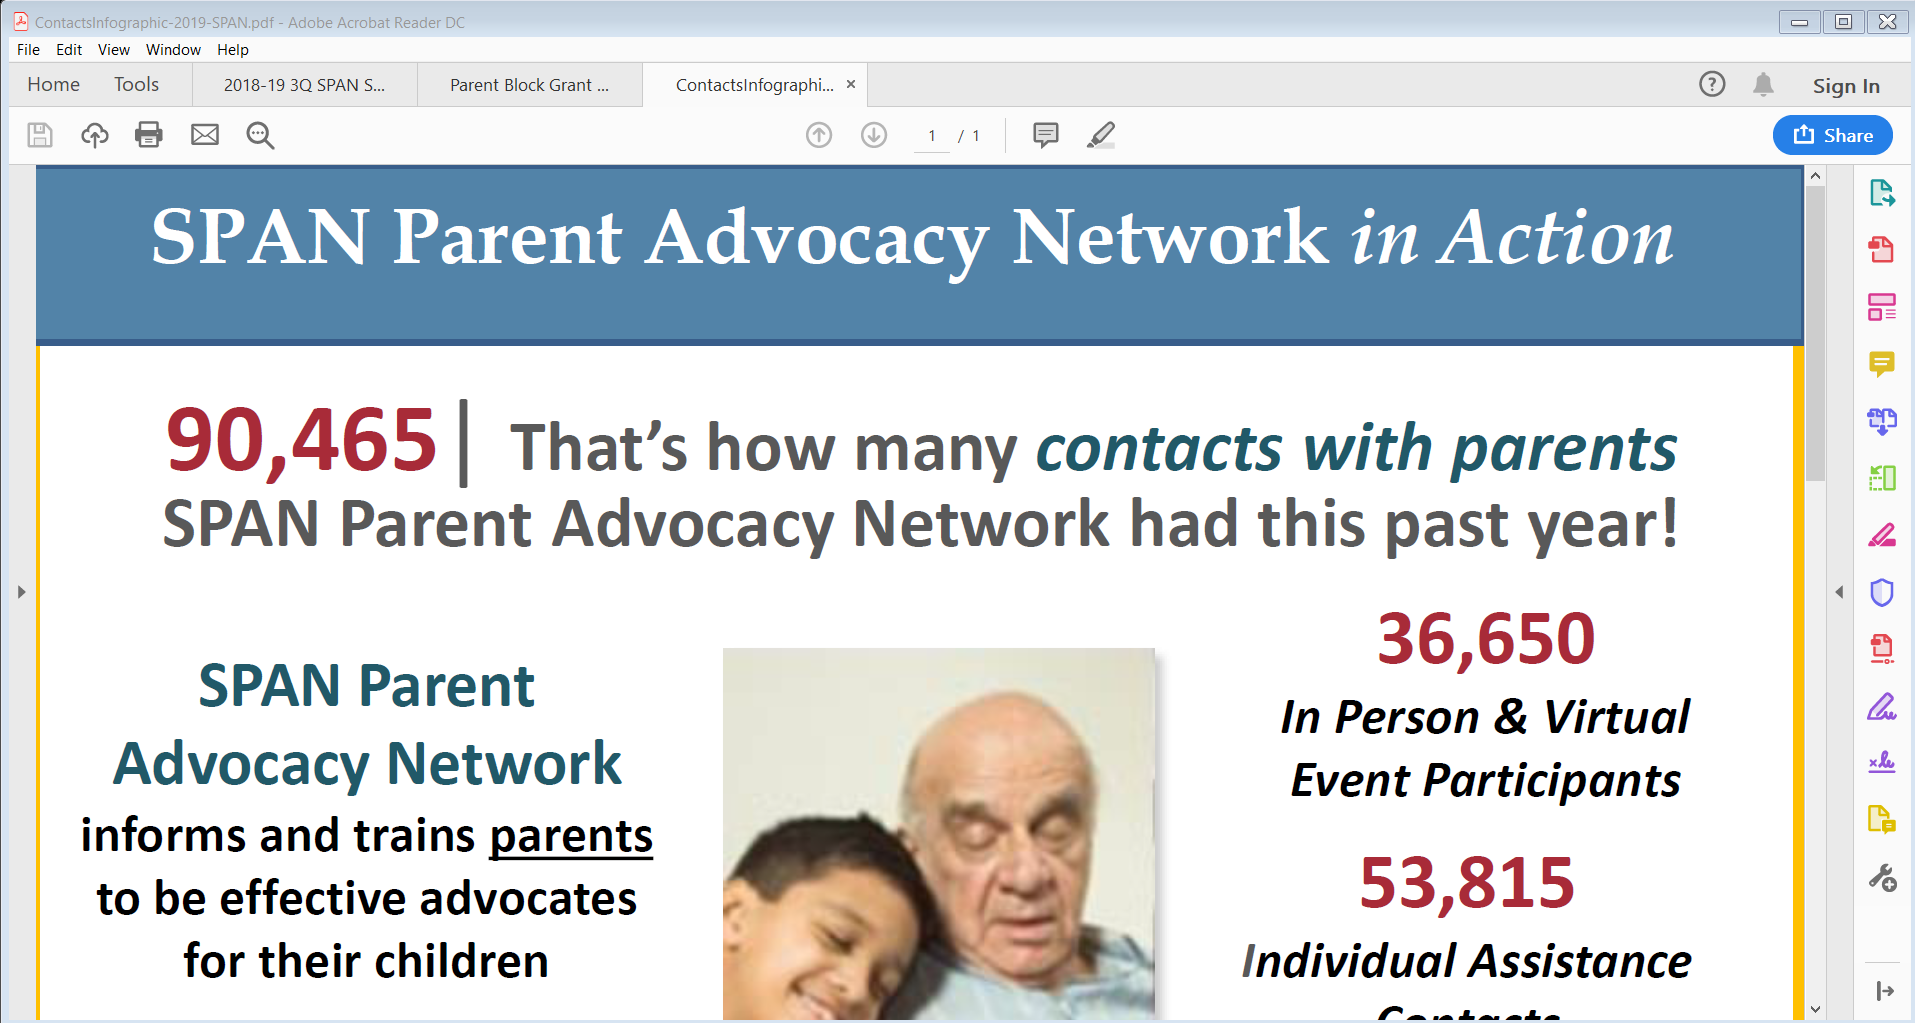 ContactsInfographic-2019-SPAN.pdf - Adobe Acrobat Reader DC
File Edit View Window Help
Home Tools 2018-19 3Q SPAN S... Parent Block Grant ... ContactsInfographi... × Sign In
1 / 1 Share
SPAN Parent Advocacy Network in Action
90,465| That's how many contacts with parents
SPAN Parent Advocacy Network had this past year!
SPAN Parent
Advocacy Network
informs and trains parents
to be effective advocates
for their children
36,650
In Person & Virtual
Event Participants
53,815
Individual Assistance
Contacts